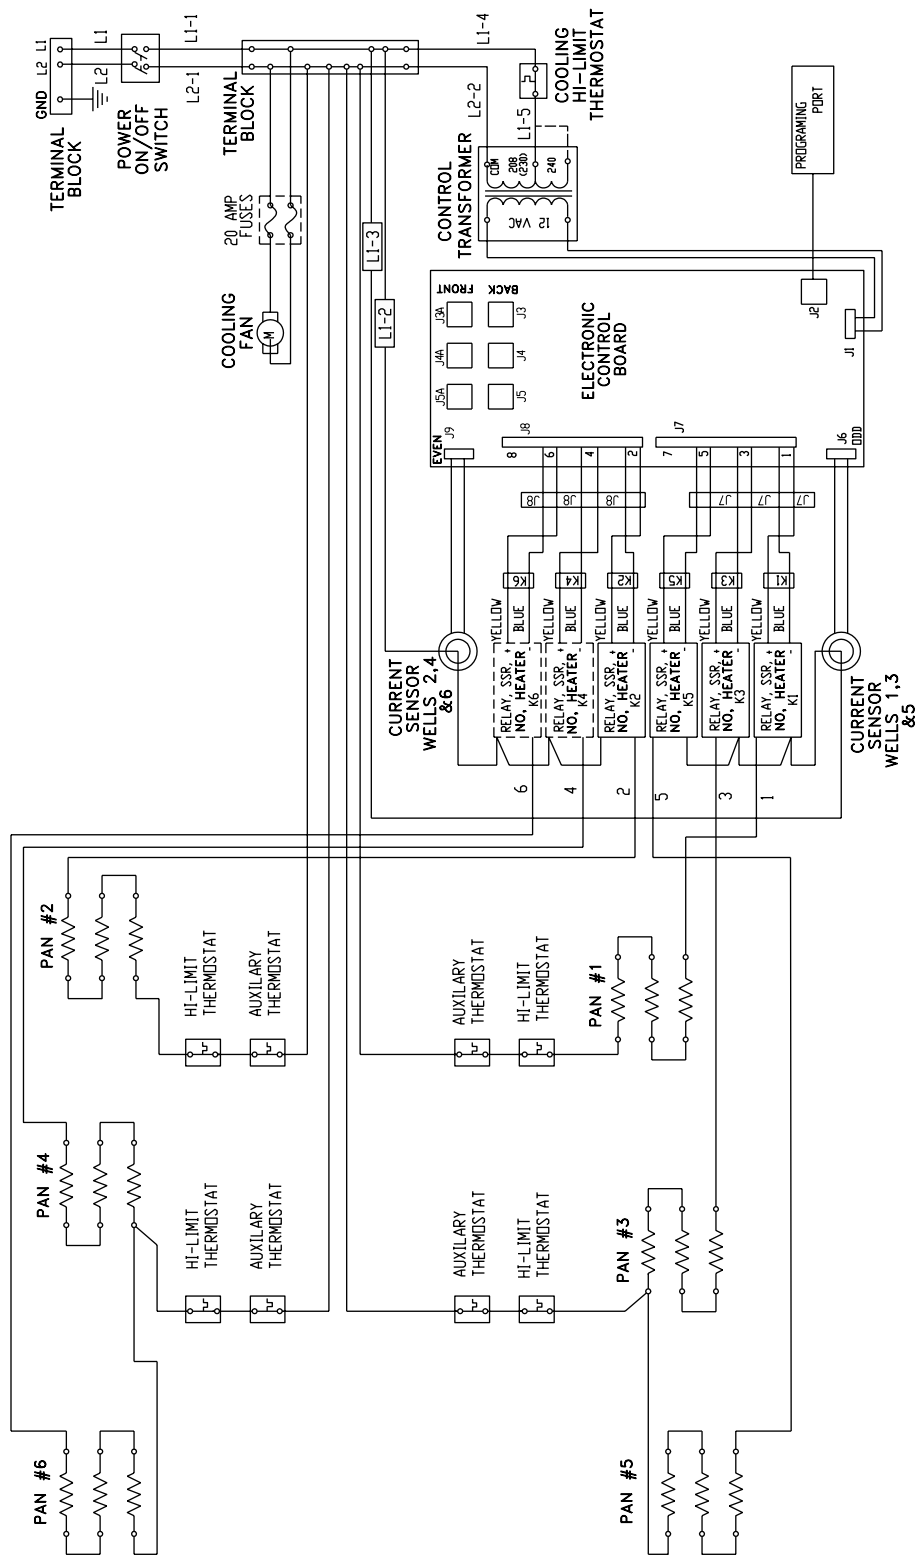 L1
L2
GND
TERMINAL
BLOCK
L1
L2
POWER
ON/OFF
SWITCH
L1-1
L2-1
TERMINAL
BLOCK
20 AMP
FUSES
COOLING
FAN
M
L1-3
L1-2
L1-4
L2-2
L1-5
COOLING
HI-LIMIT
THERMOSTAT
CONTROL
TRANSFORMER
COM
208
(230)
240
12 VAC
PROGRAMING
PORT
FRONT
BACK
J3A
J3
J4A
J4
J5A
J5
ELECTRONIC
CONTROL
BOARD
J2
J1
EVEN
J9
J8
8
6
4
2
J7
7
5
3
1
J6
ODD
J8
J8
J8
J7
J7
J7
K6
K4
K2
K5
K3
K1
YELLOW
BLUE
YELLOW
BLUE
YELLOW
BLUE
YELLOW
BLUE
YELLOW
BLUE
YELLOW
BLUE
RELAY, SSR, +
NO, HEATER -
K6
RELAY, SSR, +
NO, HEATER -
K4
RELAY, SSR, +
NO, HEATER -
K2
RELAY, SSR, +
NO, HEATER -
K5
RELAY, SSR, +
NO, HEATER -
K3
RELAY, SSR, +
NO, HEATER -
K1
CURRENT
SENSOR
WELLS 2,4
&6
CURRENT
SENSOR
WELLS 1,3
&5
6
4
2
5
3
1
PAN #2
HI-LIMIT
THERMOSTAT
AUXILARY
THERMOSTAT
AUXILARY
THERMOSTAT
HI-LIMIT
THERMOSTAT
PAN #1
PAN #4
HI-LIMIT
THERMOSTAT
AUXILARY
THERMOSTAT
AUXILARY
THERMOSTAT
HI-LIMIT
THERMOSTAT
PAN #3
PAN #6
PAN #5